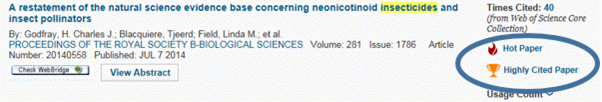 A restatement of the natural science evidence base concerning neonicotinoid insecticides and
insect pollinators
By: Godfray, H. Charles J.; Blacquiere, Tjeerd; Field, Linda M.; et al.
PROCEEDINGS OF THE ROYAL SOCIETY B-BIOLOGICAL SCIENCES Volume: 281 Issue: 1786 Article
Number: 20140558 Published: JUL 7 2014
Check WebBridge
View Abstract
Times Cited: 40
(from Web of Science Core
Collection)
Hot Paper
Highly Cited Paper
Usage Count